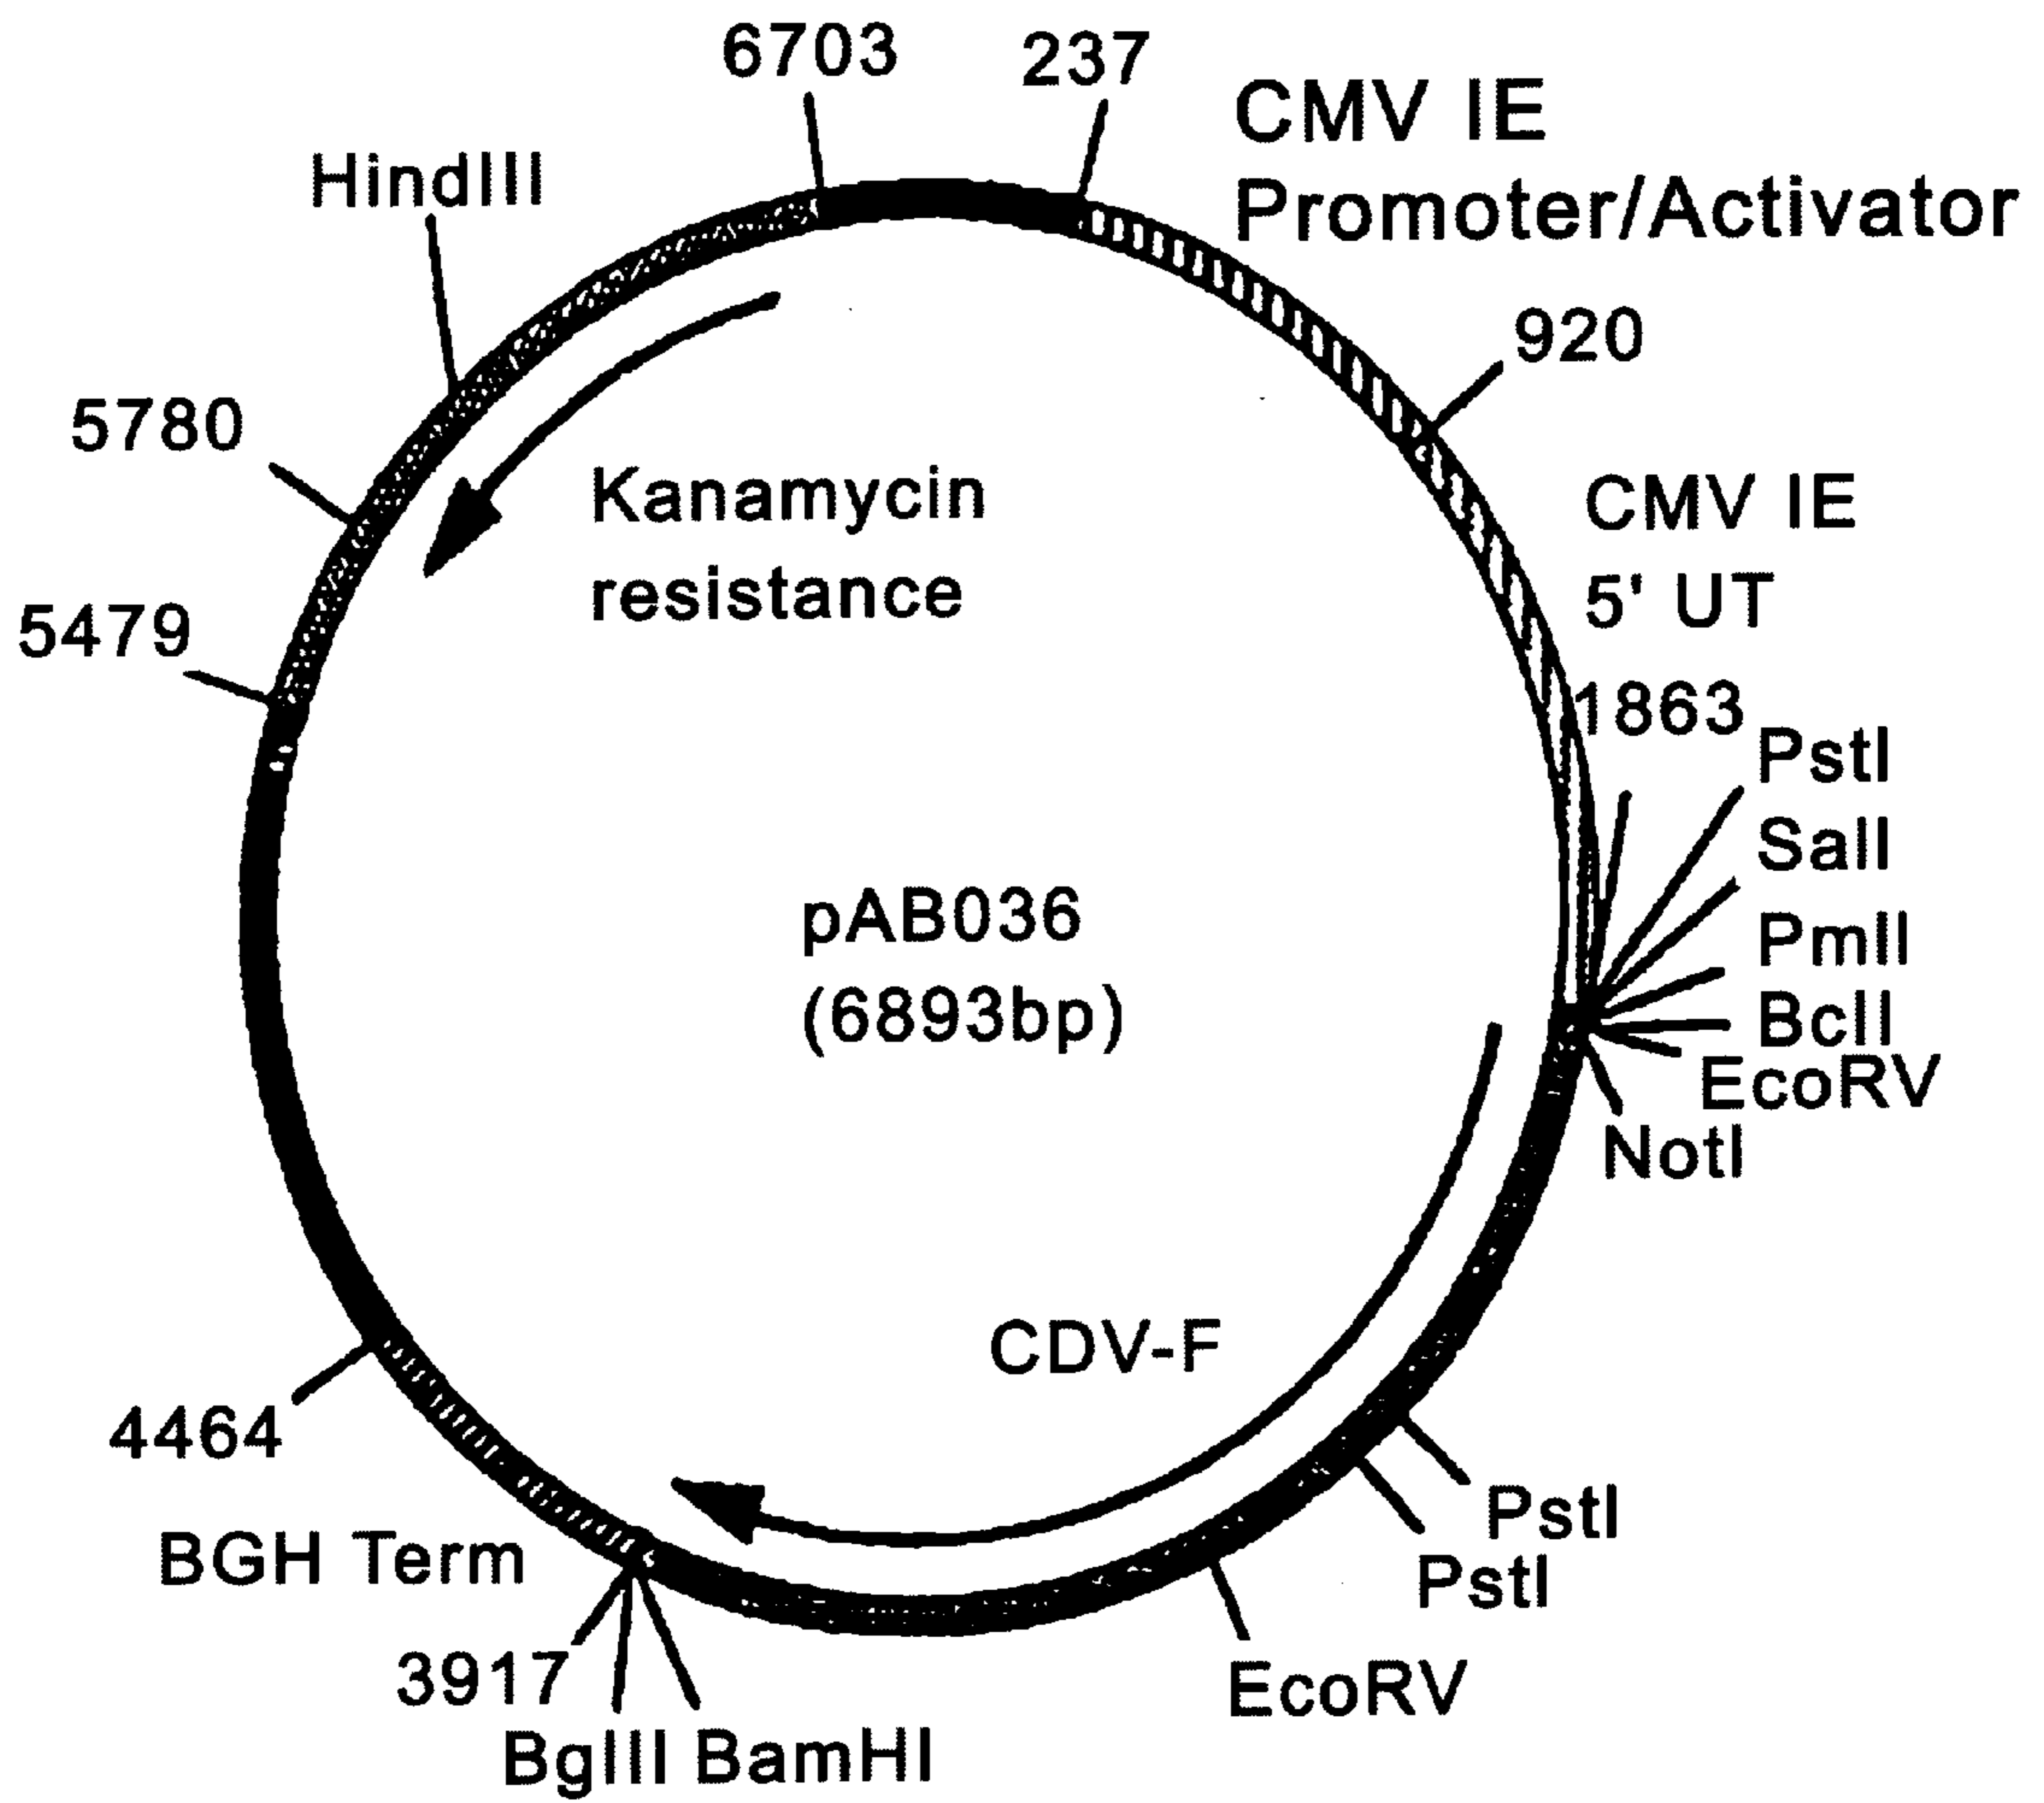 6703
237
CMV IE
Promoter/Activator
HindIII
920
5780
Kanamycin
resistance
CMV IE
5' UT
5479
1863
PstI
SalI
pAB036
(6893bp)
PmlI
BclI
EcoRV
NotI
CDV-F
4464
PstI
PstI
BGH Term
3917
EcoRV
BglII BamHI